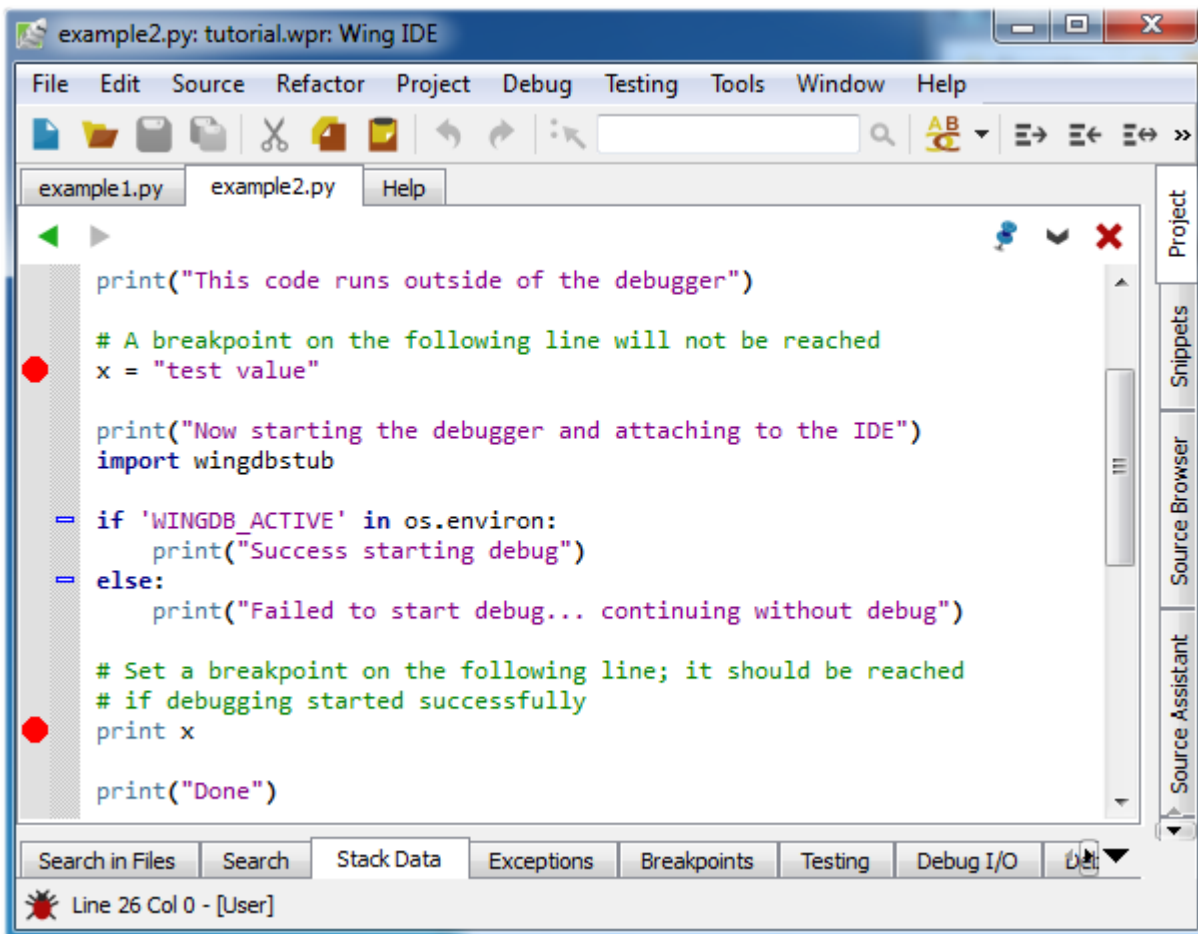 example2.py: tutorial.wpr: Wing IDE
File Edit Source Refactor Project Debug Testing Tools Window Help
example1.py example2.py Help
print("This code runs outside of the debugger")
# A breakpoint on the following line will not be reached
x = "test value"
print("Now starting the debugger and attaching to the IDE")
import wingdbstub
if 'WINGDB_ACTIVE' in os.environ:
print("Success starting debug")
else:
print("Failed to start debug... continuing without debug")
# Set a breakpoint on the following line; it should be reached
# if debugging started successfully
print x
print("Done")
Project
Snippets
Source Browser
Source Assistant
Search in Files Search Stack Data Exceptions Breakpoints Testing Debug I/O
Line 26 Col 0 - [User]